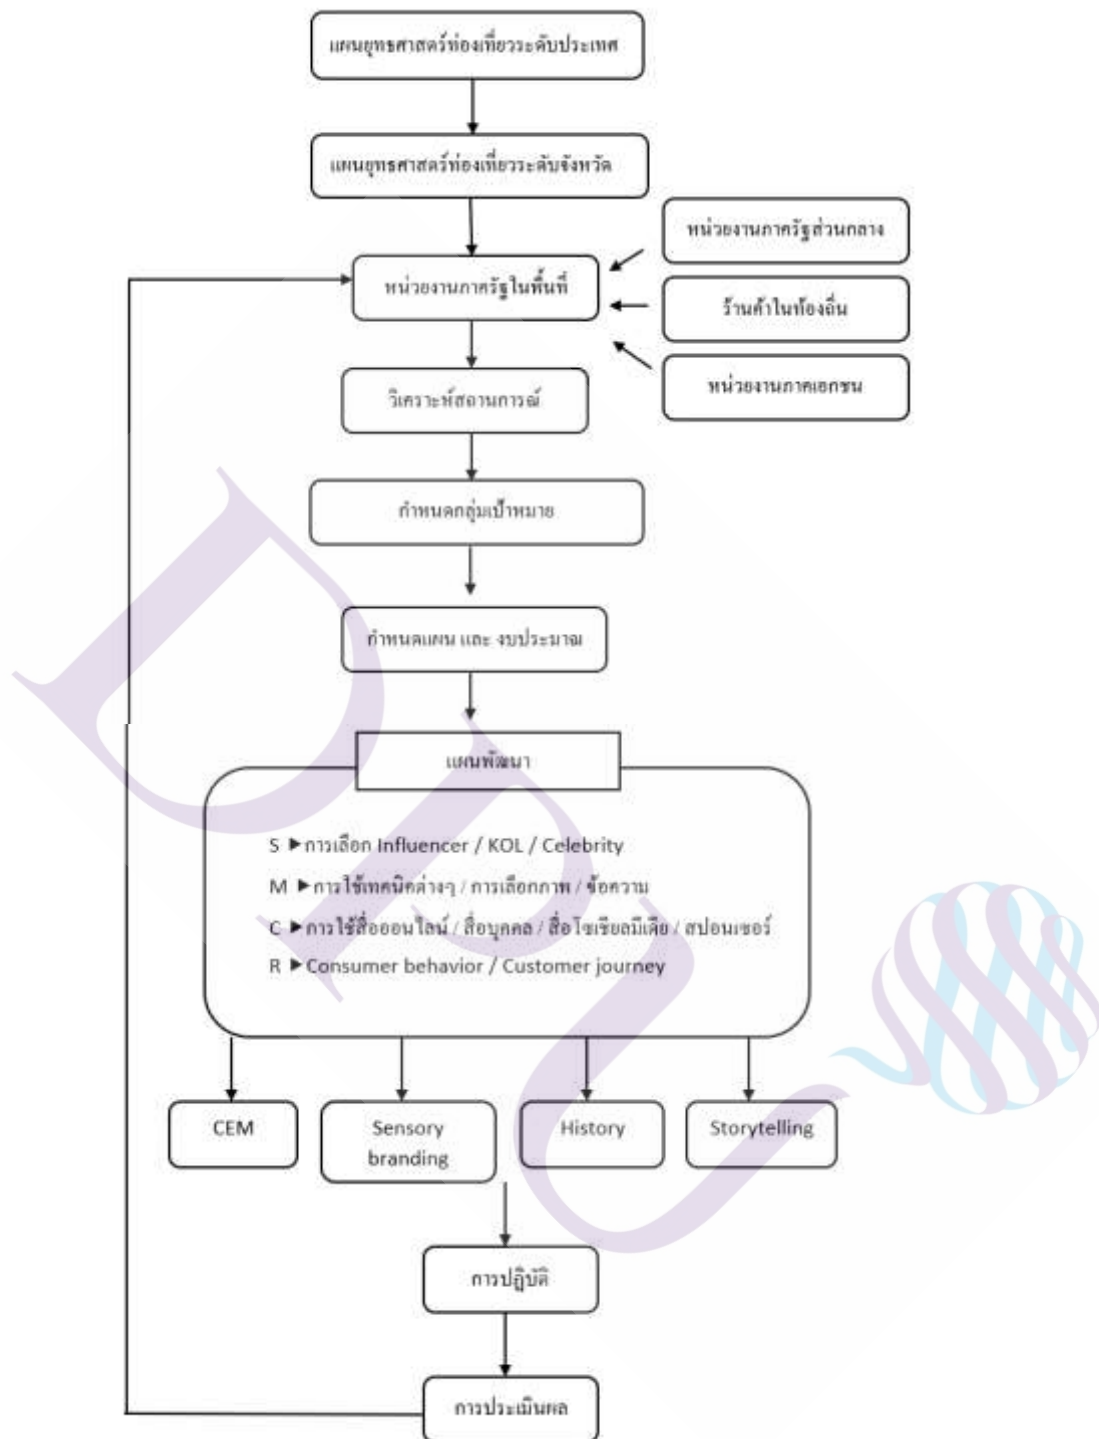 แผนยุทธศาสตร์ท่องเที่ยวระดับประเทศ
แผนยุทธศาสตร์ท่องเที่ยวระดับจังหวัด
หน่วยงานภาครัฐส่วนกลาง
หน่วยงานภาครัฐในพื้นที่
ร้านค้าในท้องถิ่น
หน่วยงานภาคเอกชน
วิเคราะห์สถานการณ์
กำหนดกลุ่มเป้าหมาย
กำหนดแผน และ งบประมาณ
แผนพัฒนา
S ▶การเลือก Influencer / KOL / Celebrity
M ▶การใช้เทคนิคต่างๆ / การเลือกภาพ / ข้อความ
C ▶การใช้สื่อออนไลน์ / สื่อบุคคล / สื่อโซเชียลมีเดีย / สปอนเซอร์
R ▶Consumer behavior / Customer journey
CEM
Sensory
branding
History
Storytelling
การปฏิบัติ
การประเมินผล
DPU